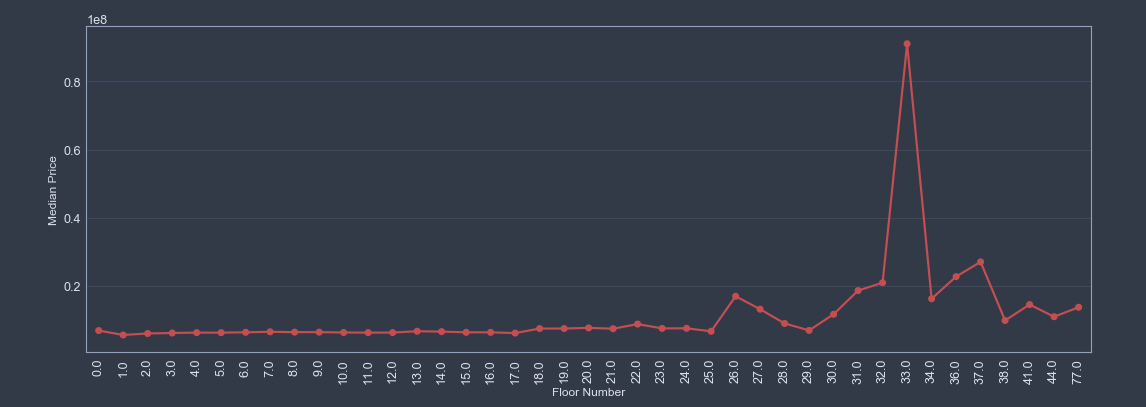 1e8
0.8
0.6
0.4
0.2
Median Price
0.0 1.0 2.0 3.0 4.0 5.0 6.0 7.0 8.0 9.0 10.0 11.0 12.0 13.0 14.0 15.0 16.0 17.0 18.0 19.0 20.0 21.0 22.0 23.0 24.0 25.0 26.0 27.0 28.0 29.0 30.0 31.0 32.0 33.0 34.0 36.0 37.0 38.0 41.0 44.0 77.0
Floor Number